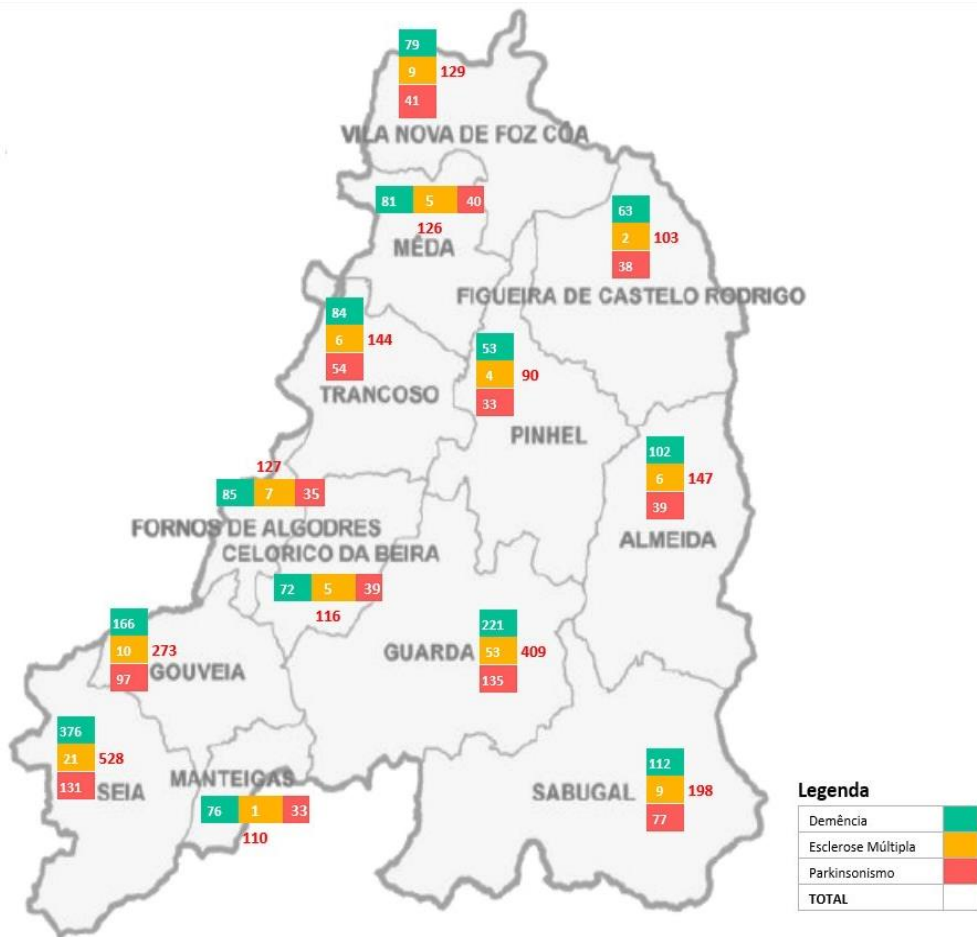 79
9 129
41
VILA NOVA DE FOZ CÔA
81 5 40
126
MÊDA
63
2 103
38
FIGUEIRA DE CASTELO RODRIGO
84
6 144
54
TRANCOSO
53
4 90
33
PINHEL
102
6 147
39
ALMEIDA
127
85 7 35
FORNOS DE ALGODRES
CELORICO DA BEIRA
72 5 39
116
166
10 273
97
GOUVEIA
221
GUARDA 53 409
135
376
21 528
131
SEIA
MANTEIGAS
76 1 33
110
112
SABUGAL 9 198
77
Legenda
Demência
Esclerose Múltipla
Parkinsonismo
TOTAL